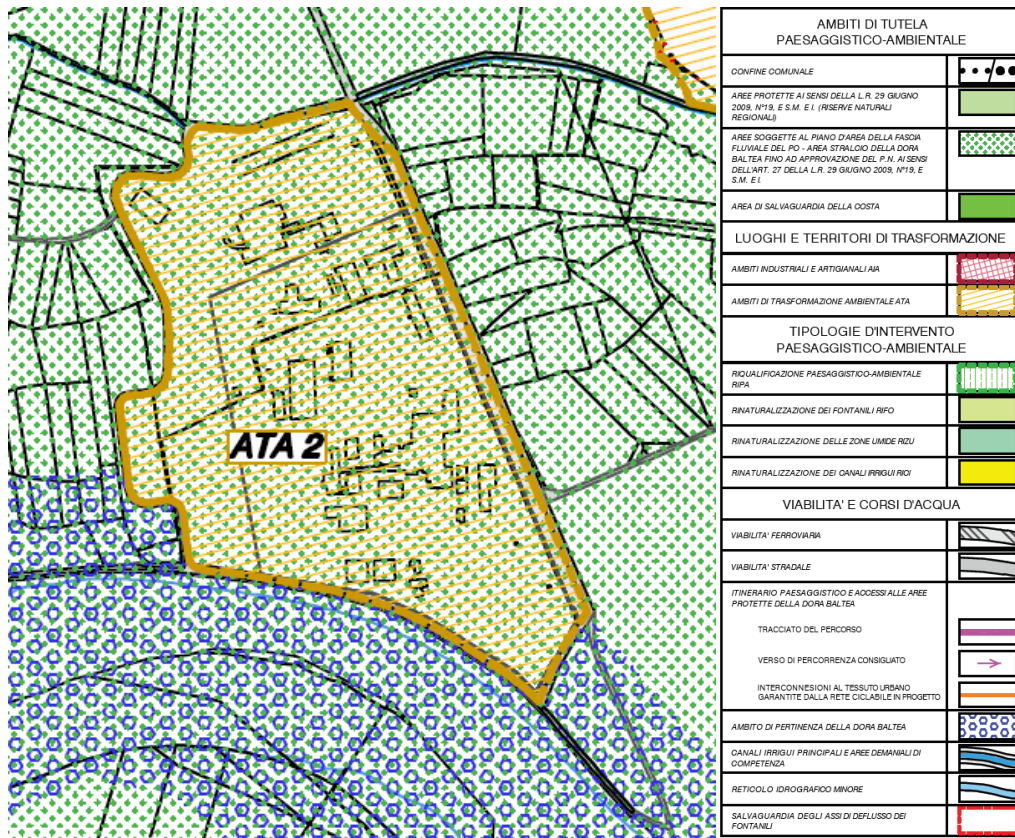 AMBITI DI TUTELA
PAESAGGISTICO-AMBIENTALE
CONFINE COMUNALE
AREE PROTETTE AI SENSI DELLA L.R. 29 GIUGNO
2009, N°19, E S.M. E I. (RISERVE NATURALI
REGIONALI)
AREE SOGGETTE AL PIANO D'AREA DELLA FASCIA
FLUVIALE DEL PO - AREA STRALCIO DELLA DORA
BALTEA FINO AD APPROVAZIONE DEL P.N. AI SENSI
DELL'ART. 27 DELLA L.R. 29 GIUGNO 2009, N°19, E
S.M. E I.
AREA DI SALVAGUARDIA DELLA COSTA
LUOGHI E TERRITORI DI TRASFORMAZIONE
AMBITI INDUSTRIALI E ARTIGIANALI AIA
AMBITI DI TRASFORMAZIONE AMBIENTALE ATA
TIPOLOGIE D'INTERVENTO
PAESAGGISTICO-AMBIENTALE
RIQUALIFICAZIONE PAESAGGISTICO-AMBIENTALE
RIPA
RINATURALIZZAZIONE DEI FONTANILI RIFO
RINATURALIZZAZIONE DELLE ZONE UMIDE RIZU
RINATURALIZZAZIONE DEI CANALI IRRIGUI RICI
VIABILITA' E CORSI D'ACQUA
VIABILITA' FERROVIARIA
VIABILITA' STRADALE
ITINERARIO PAESAGGISTICO E ACCESSI ALLE AREE
PROTETTE DELLA DORA BALTEA
TRACCIATO DEL PERCORSO
VERSO DI PERCORRENZA CONSIGLIATO
INTERCONNESSIONI AL TESSUTO URBANO
GARANTITE DALLA RETE CICLABILE IN PROGETTO
AMBITO DI PERTINENZA DELLA DORA BALTEA
CANALI IRRIGUI PRINCIPALI E AREE DEMANIALI DI
COMPETENZA
RETICOLO IDROGRAFICO MINORE
SALVAGUARDIA DEGLI ASSI DI DEFLUSSO DEI
FONTANILI
ATA 2